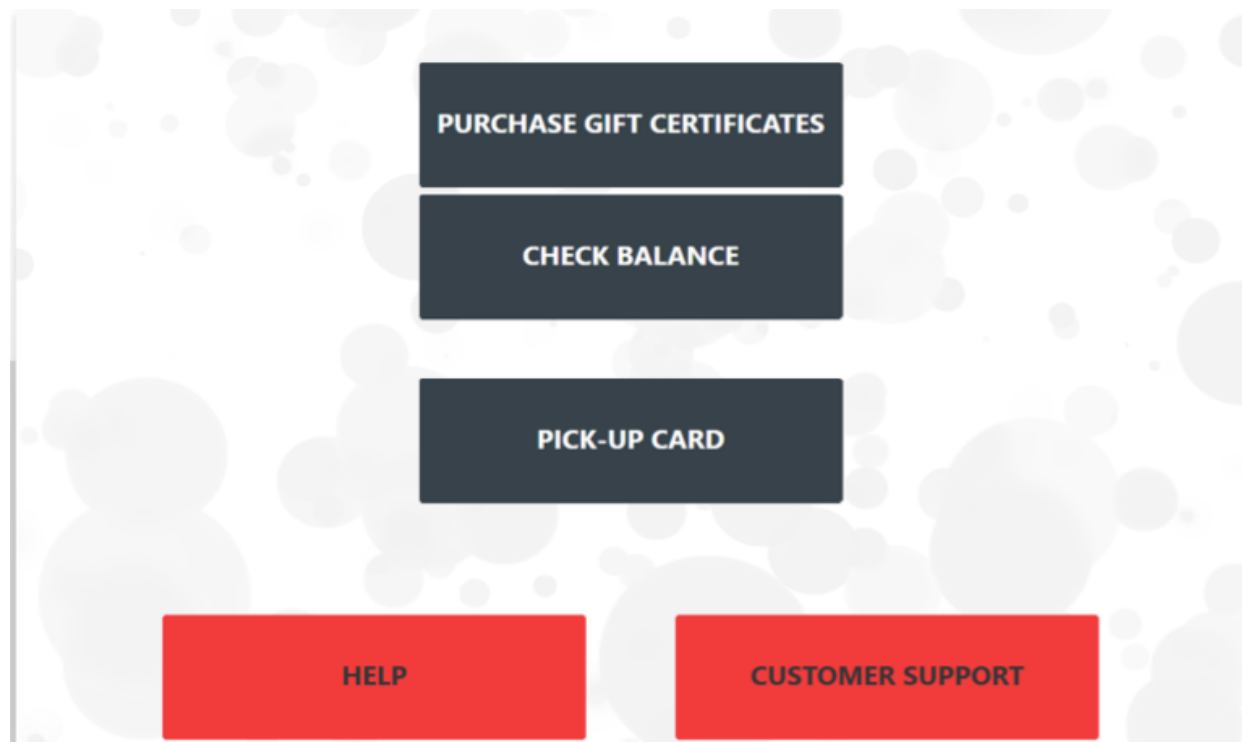 PURCHASE GIFT CERTIFICATES
CHECK BALANCE
PICK-UP CARD
HELP
CUSTOMER SUPPORT